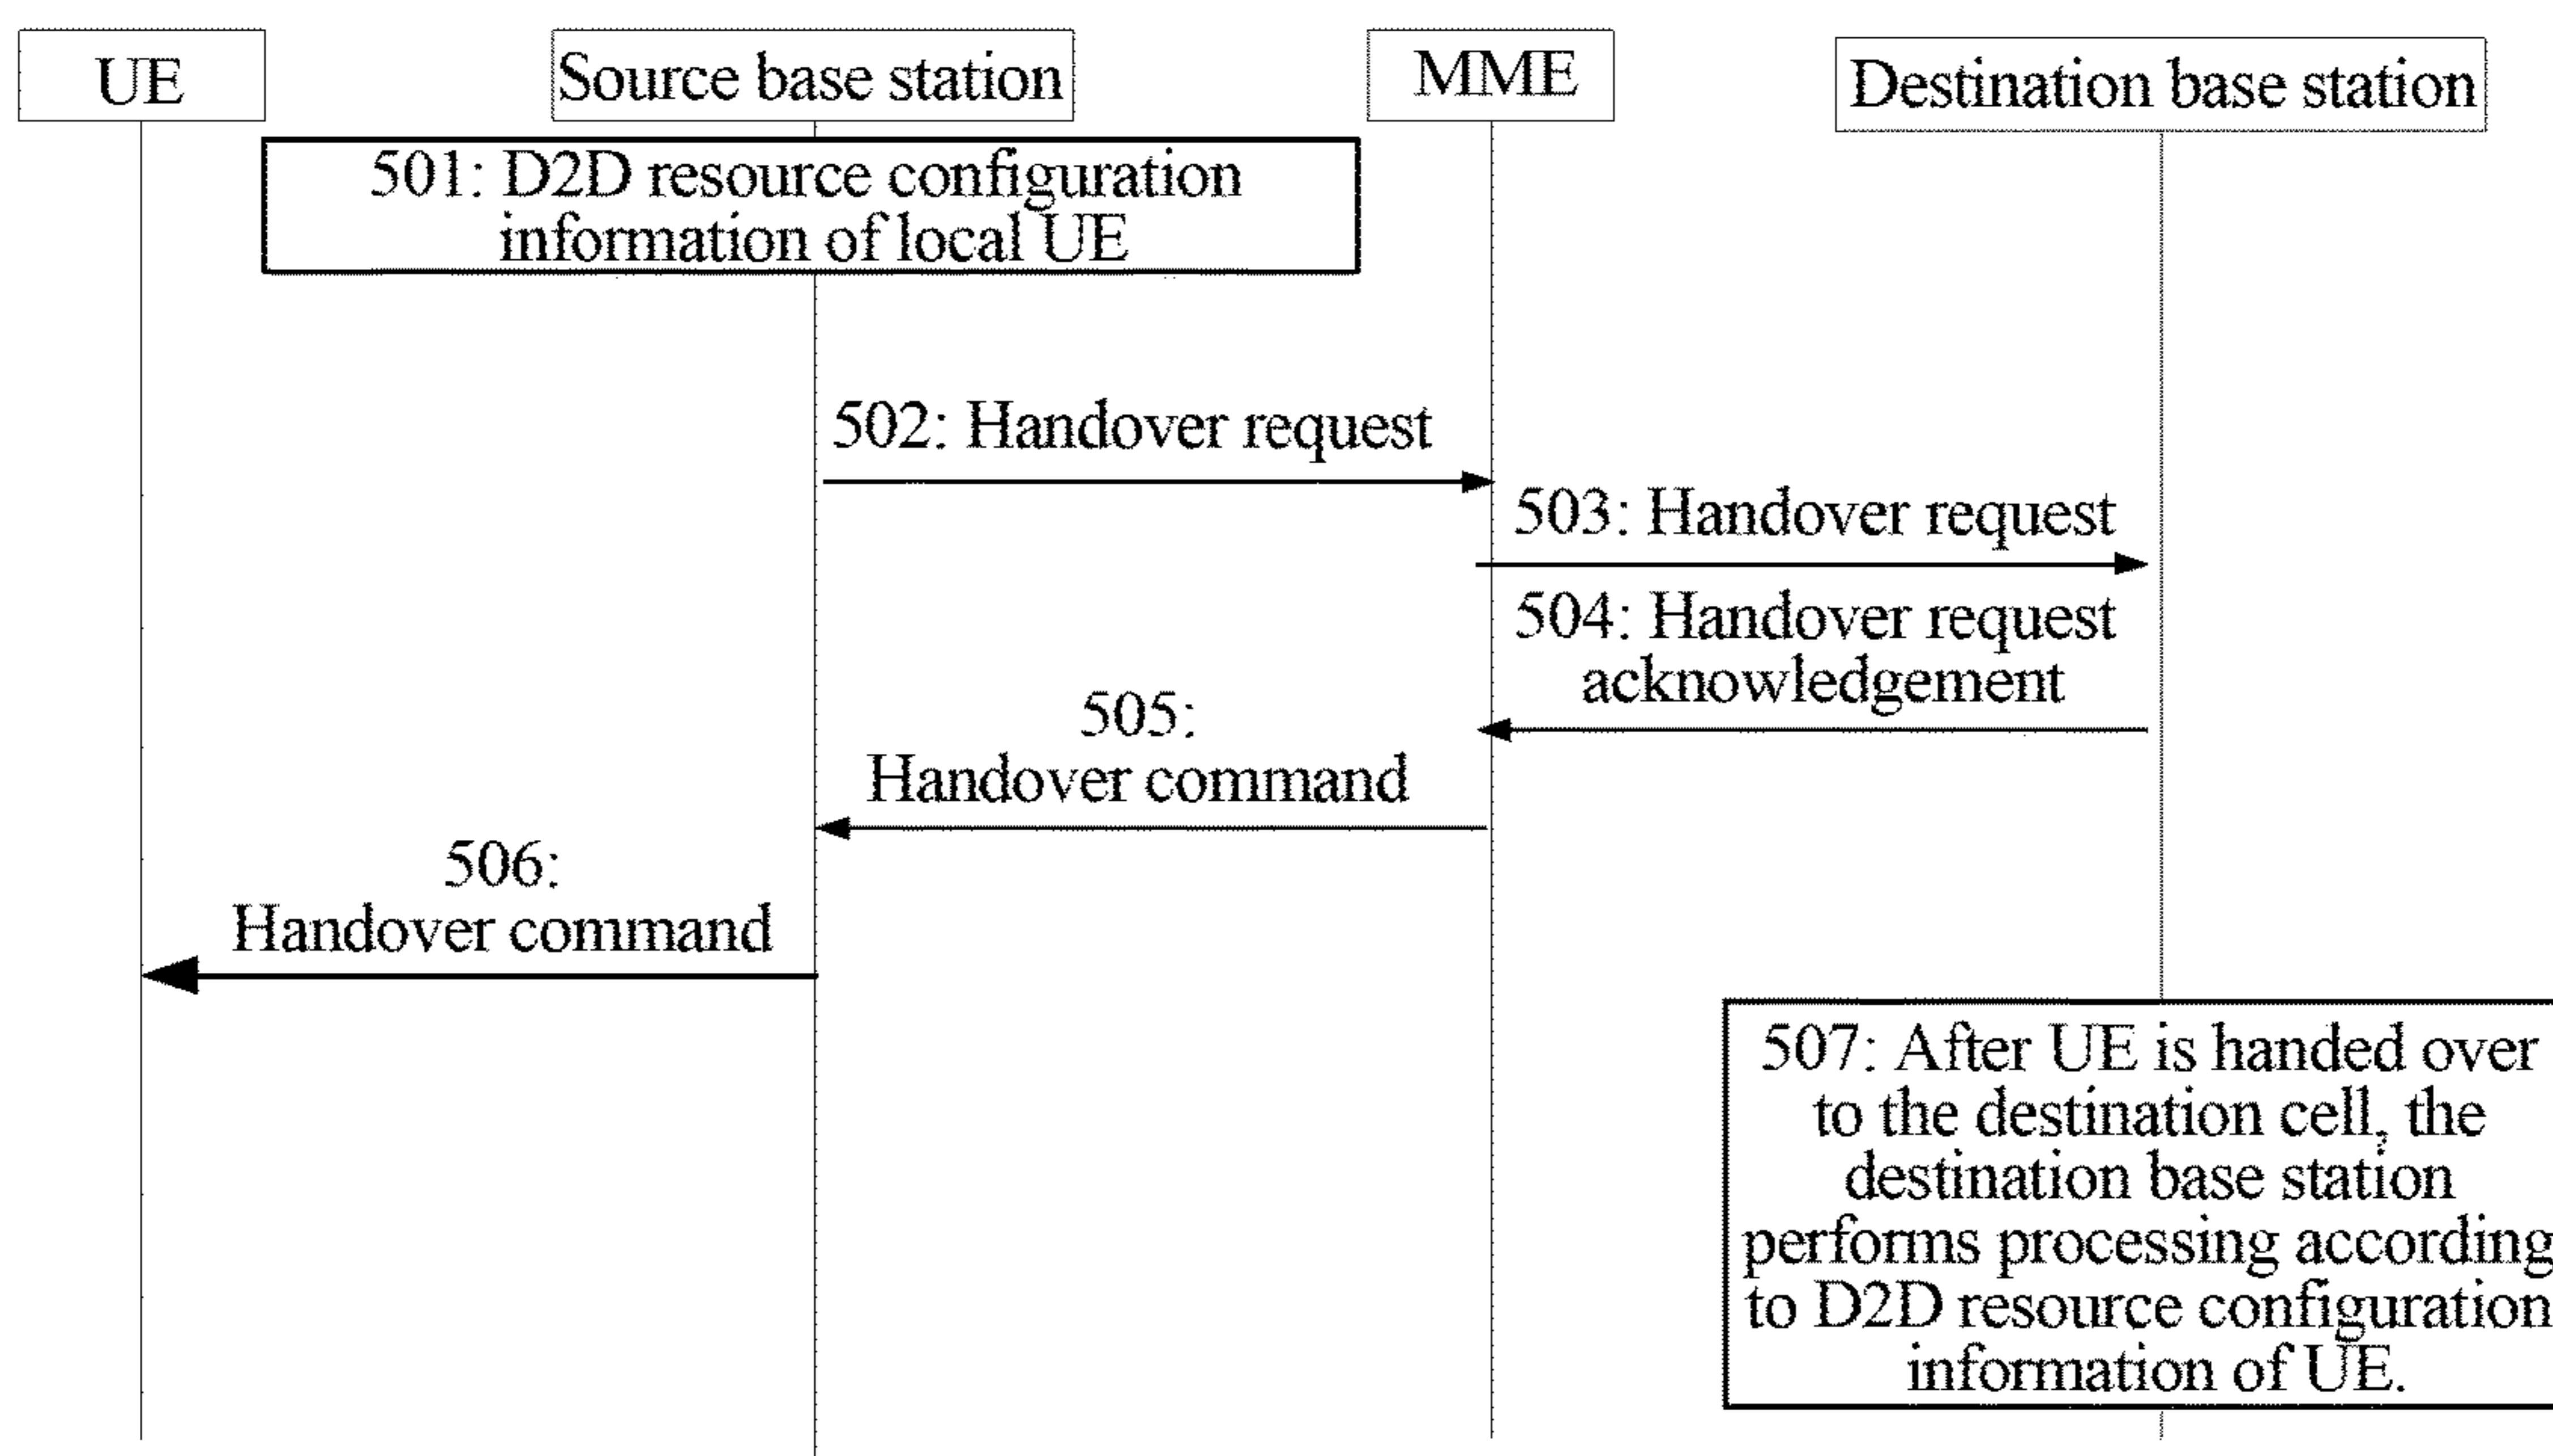 UE
Source base station
MME
Destination base station
501: D2D resource configuration
information of local UE
502: Handover request
503: Handover request
504: Handover request
acknowledgement
505:
Handover command
506:
Handover command
507: After UE is handed over
to the destination cell, the
destination base station
performs processing according
to D2D resource configuration
information of UE.